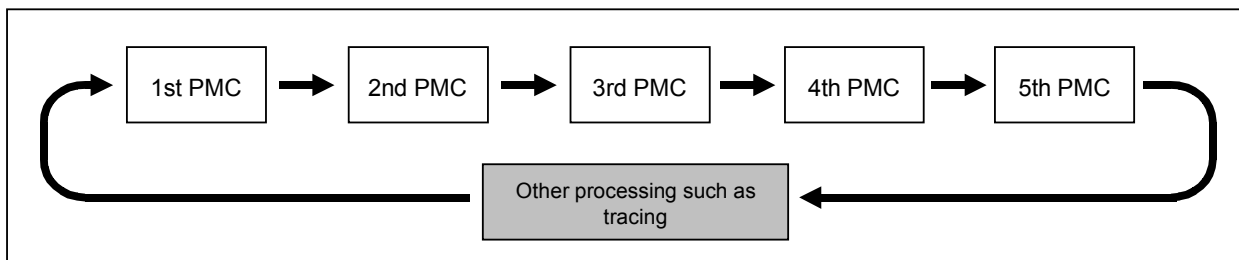 1st PMC
2nd PMC
3rd PMC
4th PMC
5th PMC
Other processing such as
tracing